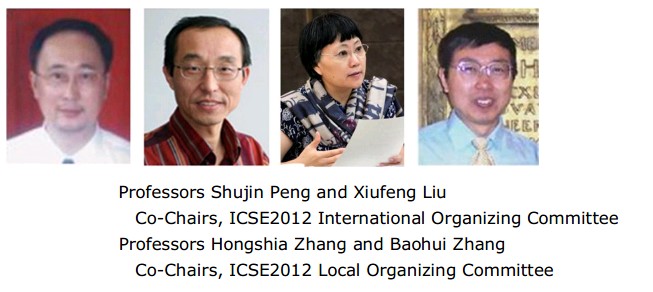 Professors Shujin Peng and Xiufeng Liu
Co-Chairs, ICSE2012 International Organizing Committee
Professors Hongshia Zhang and Baohui Zhang
Co-Chairs, ICSE2012 Local Organizing Committee